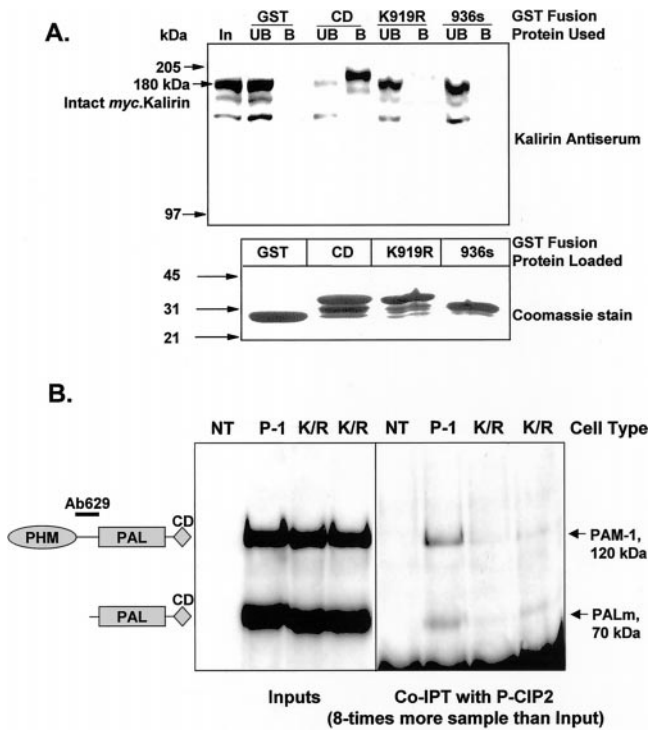 A.
GST CD K919R 936s GST Fusion
kDa In UB B UB B UB B UB B Protein Used
205
180 kDa
Intact myc.Kalirin
Kalirin Antiserum
97
GST CD K919R 936s GST Fusion
Protein Loaded
45
31
Coomassie stain
21
B.
NT P-1 K/R K/R NT P-1 K/R K/R Cell Type
Ab629
CD
PHM PAL
PAM-1,
120 kDa
CD
PAL
PALm,
70 kDa
Inputs Co-IPT with P-CIP2
(8-times more sample than Input)